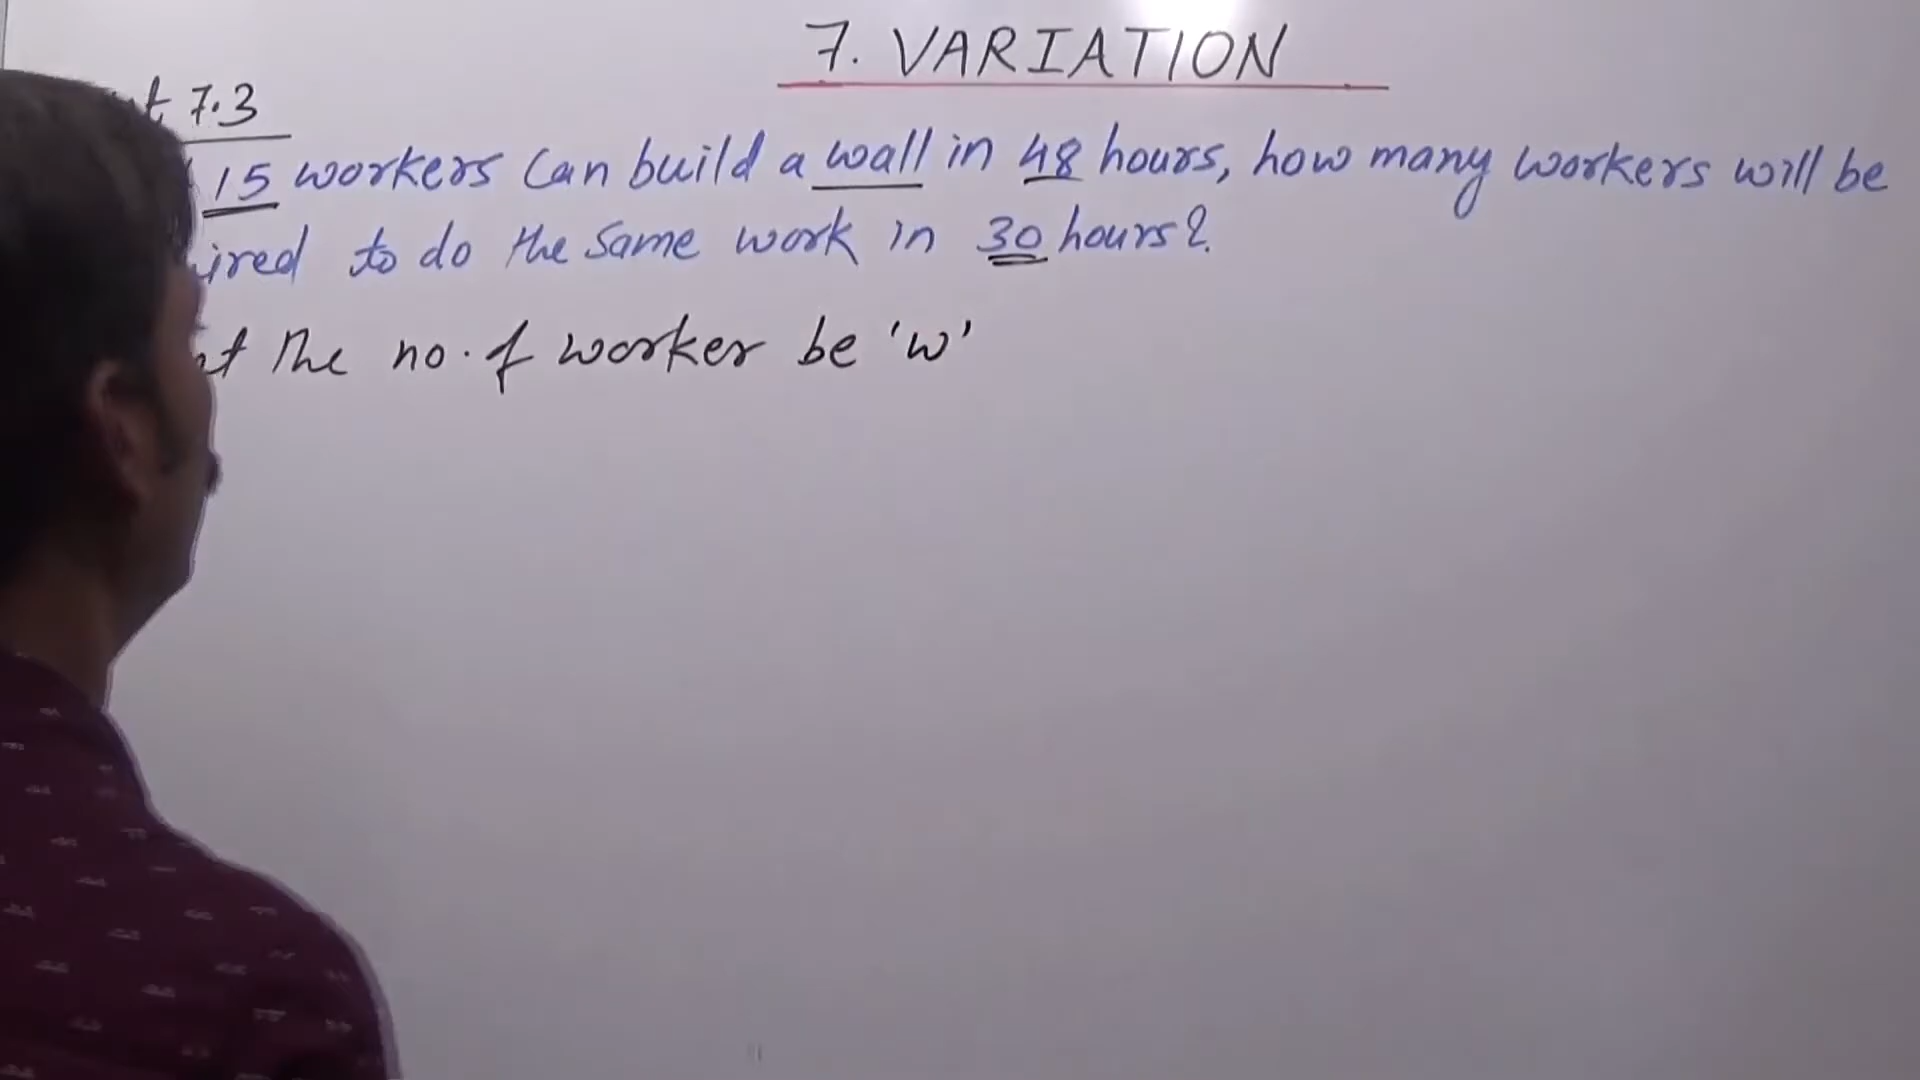 7. VARIATION
7.3
15 workers can build a wall in 48 hours, how many workers will be
to do the same work in 30 hours?
the no. of worker be 'w'